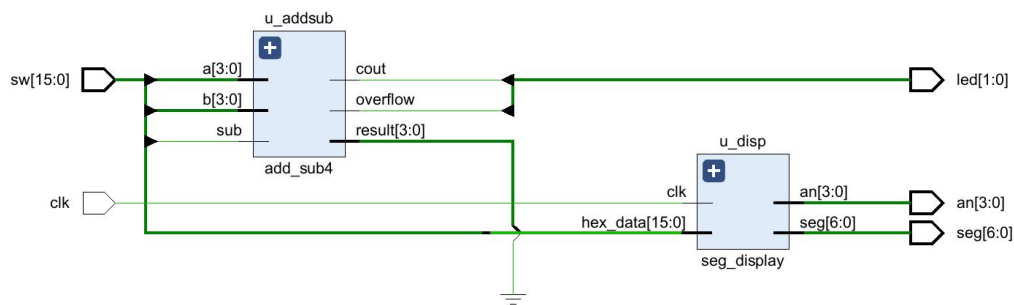 u_addsub
sw[15:0]
a[3:0]
cout
led[1:0]
b[3:0]
overflow
sub
result[3:0]
add_sub4
u_disp
clk
clk
an[3:0]
an[3:0]
hex_data[15:0]
seg[6:0]
seg[6:0]
seg_display